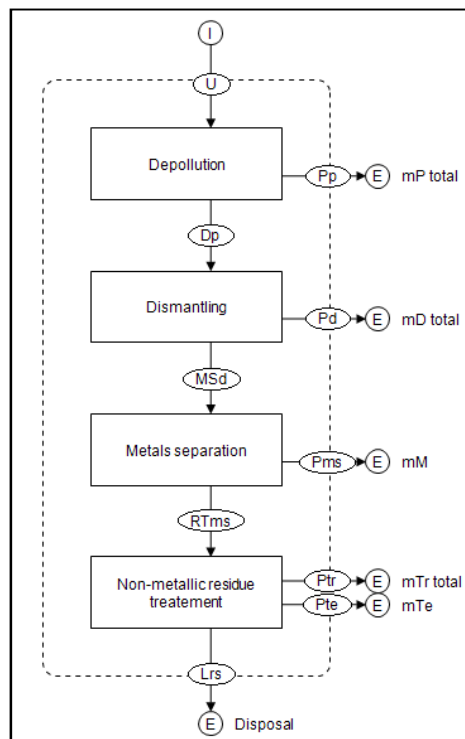 I
U
Depollution
Pp E mP total
Dp
Dismantling
Pd E mD total
MSd
Metals separation
Pms E mM
RTms
Non-metallic residue
treatement
Ptr E mTr total
Pte E mTe
Lrs
E Disposal